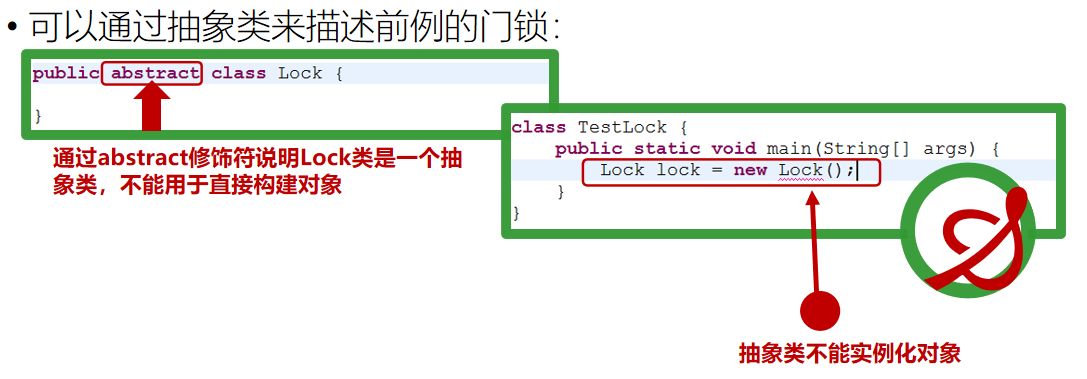 • 可以通过抽象类来描述前例的门锁：
public abstract class Lock {
}
通过abstract修饰符说明Lock类是一个抽
象类，不能用于直接构建对象
class TestLock {
public static void main(String[] args) {
Lock lock = new Lock();
}
}
抽象类不能实例化对象